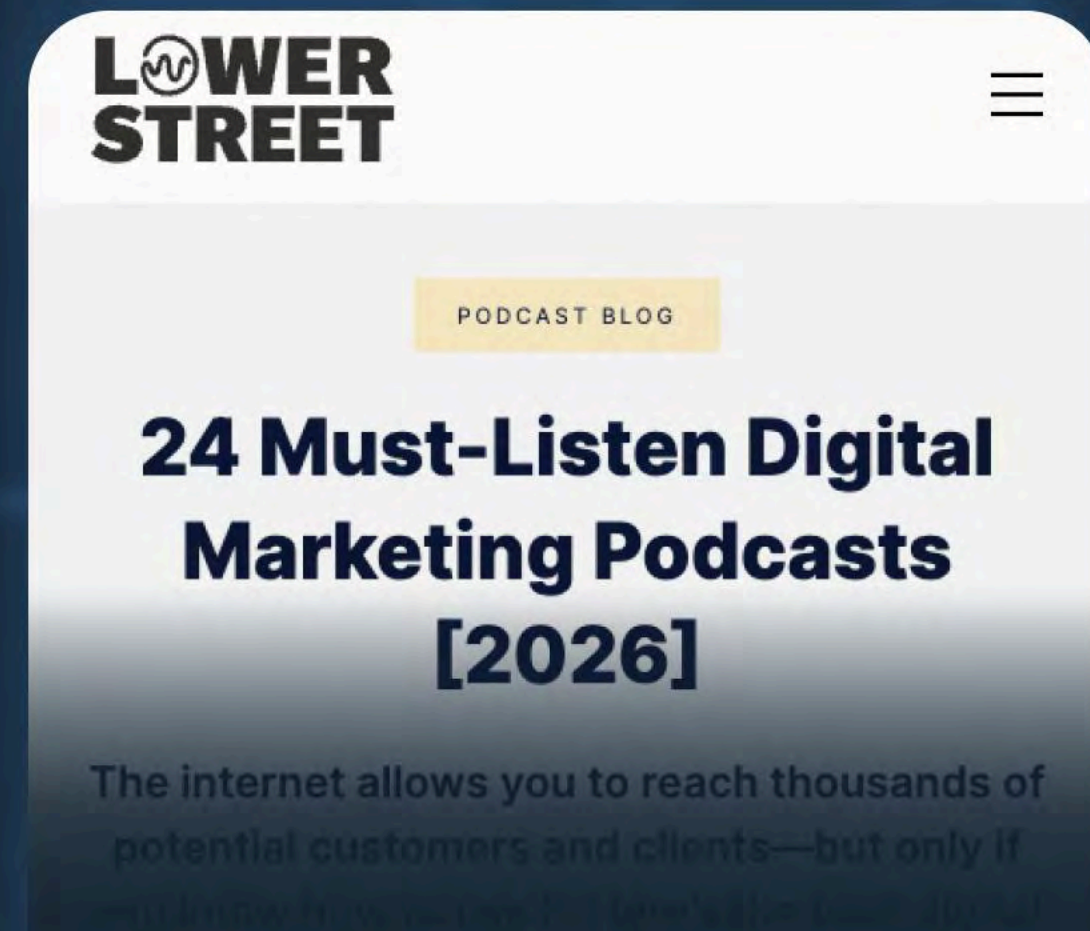 LOWER
STREET
PODCAST BLOG
24 Must-Listen Digital
Marketing Podcasts
[2026]
The internet allows you to reach thousands of
potential customers and clients—but only if